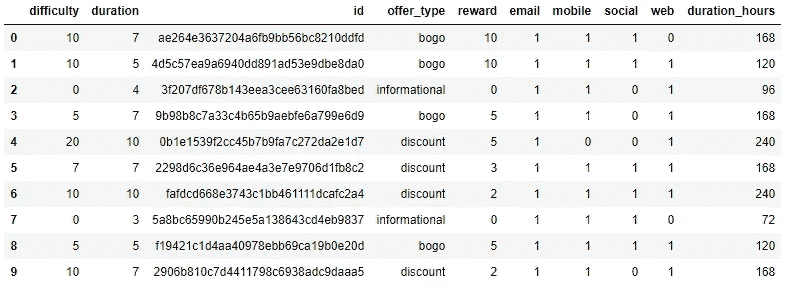 difficulty duration id offer_type reward email mobile social web duration_hours
0 10 7 ae264e3637204a6fb9bb56bc8210ddfd bogo 10 1 1 1 0 168
1 10 5 4d5c57ea9a6940dd891ad53e9dbe8da0 bogo 10 1 1 1 1 120
2 0 4 3f207df678b143eea3cee63160fa8bed informational 0 1 1 0 1 96
3 5 7 9b98b8c7a33c4b65b9aebfe6a799e6d9 bogo 5 1 1 0 1 168
4 20 10 0b1e1539f2cc45b7b9fa7c272da2e1d7 discount 5 1 0 0 1 240
5 7 7 2298d6c36e964ae4a3e7e9706d1fb8c2 discount 3 1 1 1 1 168
6 10 10 fafdcd668e3743c1bb461111dcafc2a4 discount 2 1 1 1 1 240
7 0 3 5a8bc65990b245e5a138643cd4eb9837 informational 0 1 1 1 0 72
8 5 5 f19421c1d4aa40978ebb69ca19b0e20d bogo 5 1 1 1 1 120
9 10 7 2906b810c7d4411798c6938adc9daaa5 discount 2 1 1 0 1 168